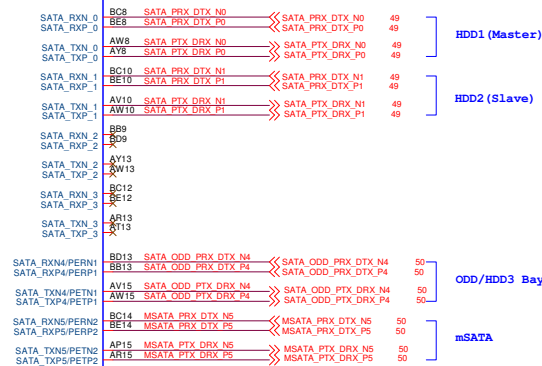 SATA_RXN_0 BC8 SATA_PRX_DTX_N0 SATA_PRX_DTX_N0 49
SATA_RXP_0 BE8 SATA_PRX_DTX_P0 SATA_PRX_DTX_P0 49
HDD1(Master)
SATA_TXN_0 AW8 SATA_PTX_DRX_N0 SATA_PTX_DRX_N0 49
SATA_TXP_0 AY8 SATA_PTX_DRX_P0 SATA_PTX_DRX_P0 49
SATA_RXN_1 BC10 SATA_PRX_DTX_N1 SATA_PRX_DTX_N1 49
SATA_RXP_1 BE10 SATA_PRX_DTX_P1 SATA_PRX_DTX_P1 49
HDD2(Slave)
SATA_TXN_1 AV10 SATA_PTX_DRX_N1 SATA_PTX_DRX_N1 49
SATA_TXP_1 AW10 SATA_PTX_DRX_P1 SATA_PTX_DRX_P1 49
SATA_RXN_2 BB9
SATA_RXP_2 BD9
SATA_TXN_2 AY13
SATA_TXP_2 AW13
SATA_RXN_3 BC12
SATA_RXP_3 BE12
SATA_TXN_3 AR13
SATA_TXP_3 AT13
SATA_RXN4/PERN1 BD13 SATA_ODD_PRX_DTX_N4 SATA_ODD_PRX_DTX_N4 50
SATA_RXP4/PERP1 BB13 SATA_ODD_PRX_DTX_P4 SATA_ODD_PRX_DTX_P4 50
ODD/HDD3 Bay
SATA_TXN4/PETN1 AV15 SATA_ODD_PTX_DRX_N4 SATA_ODD_PTX_DRX_N4 50
SATA_TXP4/PETP1 AW15 SATA_ODD_PTX_DRX_P4 SATA_ODD_PTX_DRX_P4 50
SATA_RXN5/PERN2 BC14 MSATA_PRX_DTX_N5 MSATA_PRX_DTX_N5 50
SATA_RXP5/PERP2 BE14 MSATA_PRX_DTX_P5 MSATA_PRX_DTX_P5 50
mSATA
SATA_TXN5/PETN2 AP15 MSATA_PTX_DRX_N5 MSATA_PTX_DRX_N5 50
SATA_TXP5/PETP2 AR15 MSATA_PTX_DRX_P5 MSATA_PTX_DRX_P5 50